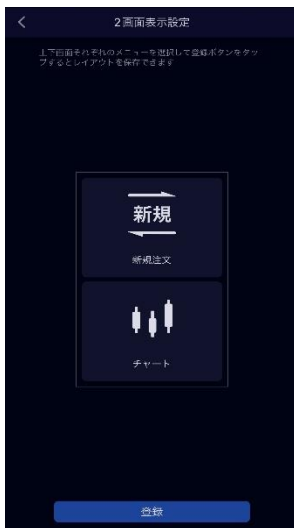 2画面表示設定
上下画面それぞれのメニューを選択して登録ボタンをタッ
プするとレイアウトを保存できます
新規
新規注文
チャート
登録